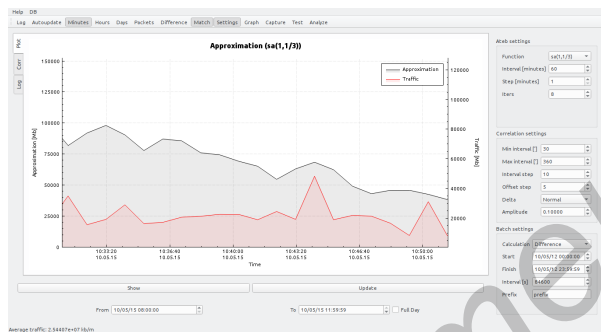 Help DB
Log Autoupdate Minutes Hours Days Packets Difference Match Settings Graph Capture Test Analyze
Plot
Corr
Log
Approximation (sa(1,1/3))
Approximation
Traffic
Approximation [Mb]
150000
125000
100000
75000
50000
25000
0
Traffic [Mb]
120000
100000
80000
60000
40000
20000
10:33:20 10:36:40 10:40:00 10:43:20 10:46:40 10:50:00
10.05.15 10.05.15 10.05.15 10.05.15 10.05.15 10.05.15
Time
Show Update
From 10/05/15 08:00:00 To 10/05/15 11:59:59 Full Day
Average traffic: 2.54407e+07 lib/m
Ateb settings
Function sa(1,1/3)
Interval [minutes] 60
Step [minutes] 1
Iters 8
Correlation settings
Min interval ['] 30
Max interval ['] 360
Interval step 10
Offset step 5
Delta Normal
Amplitude 0,10000
Batch settings
Calculation Difference
Start 10/05/12 00:00:00
Finish 10/05/12 23:59:59
Interval [s] 84600
Prefix prefix